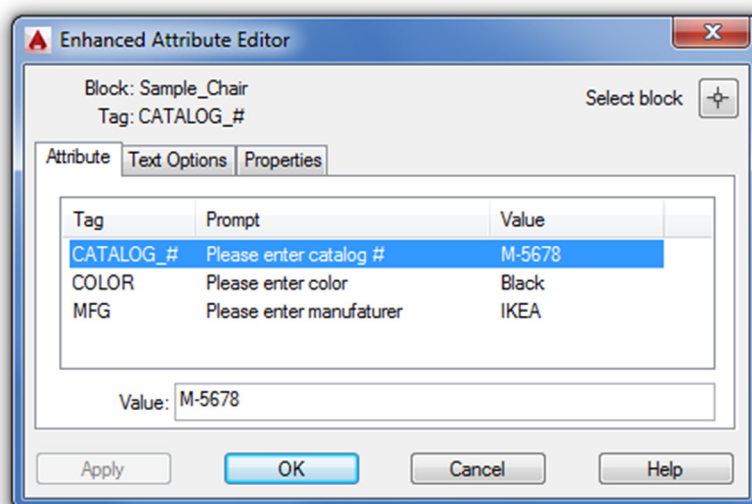 Enhanced Attribute Editor
Block: Sample_Chair
Tag: CATALOG_#
Select block
Attribute Text Options Properties
Tag Prompt Value
CATALOG_# Please enter catalog # M-5678
COLOR Please enter color Black
MFG Please enter manufaturer IKEA
Value: M-5678
Apply OK Cancel Help